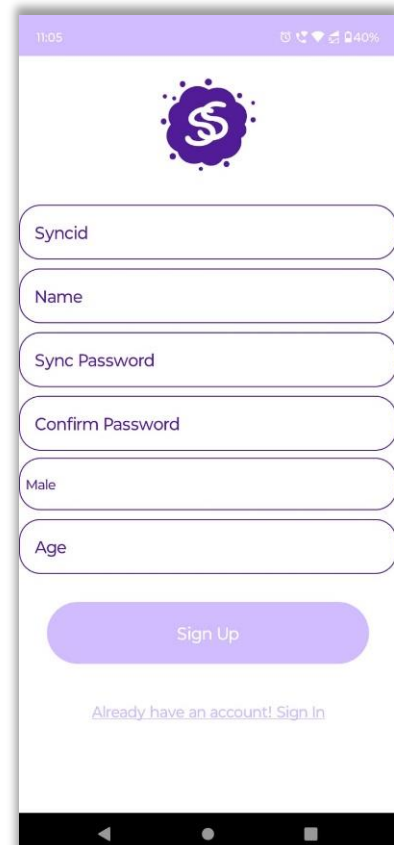 11:05 40%
SS
Syncid
Name
Sync Password
Confirm Password
Male
Age
Sign Up
Already have an account! Sign In